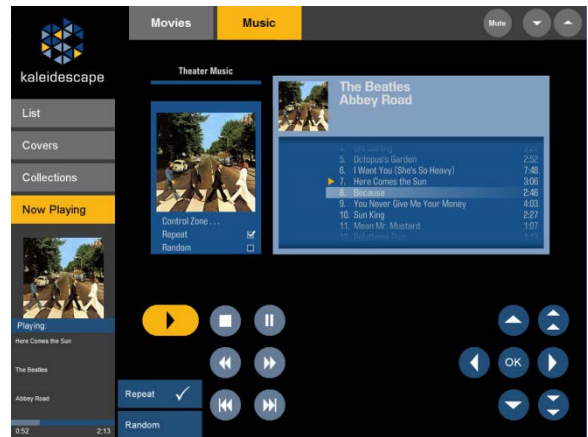 Movies
Music
Mute
kaleidescape
Theater Music
The Beatles
Abbey Road
List
Covers
Collections
Now Playing
5. Octopus's Garden 2:52
6. I Want You (She's So Heavy) 7:48
7. Here Comes the Sun 3:06
8. Because 2:46
9. You Never Give Me Your Money 4:03
10. Sun King 2:27
11. Mean Mr. Mustard 1:07
Control Zone . . .
Repeat
Random
Playing:
Here Comes the Sun
The Beatles
Abbey Road
0:52 2:13
OK
Repeat
Random